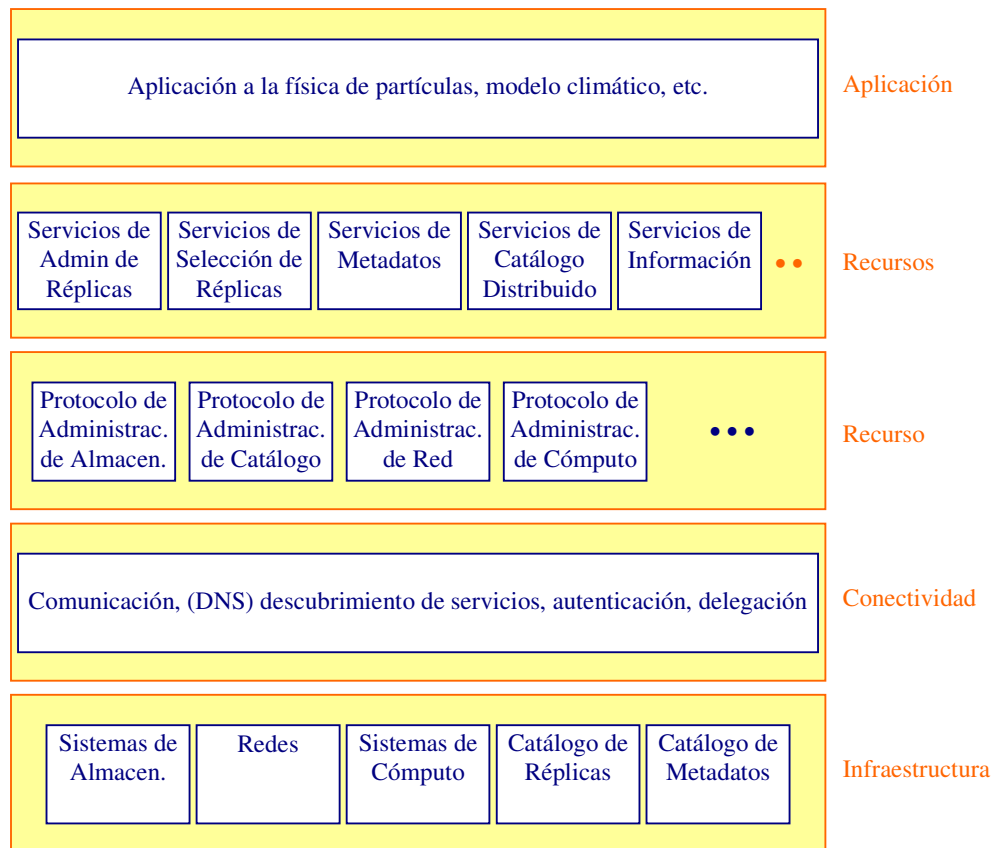 Aplicación a la física de partículas, modelo climático, etc.
Aplicación
Servicios de
Admin de
Réplicas
Servicios de
Selección de
Réplicas
Servicios de
Metadatos
Servicios de
Catálogo
Distribuido
Servicios de
Información
Recursos
Protocolo de
Administrac.
de Almacen.
Protocolo de
Administrac.
de Catálogo
Protocolo de
Administrac.
de Red
Protocolo de
Administrac.
de Cómputo
Recurso
Comunicación, (DNS) descubrimiento de servicios, autenticación, delegación
Conectividad
Sistemas de
Almacen.
Redes
Sistemas de
Cómputo
Catálogo de
Réplicas
Catálogo de
Metadatos
Infraestructura